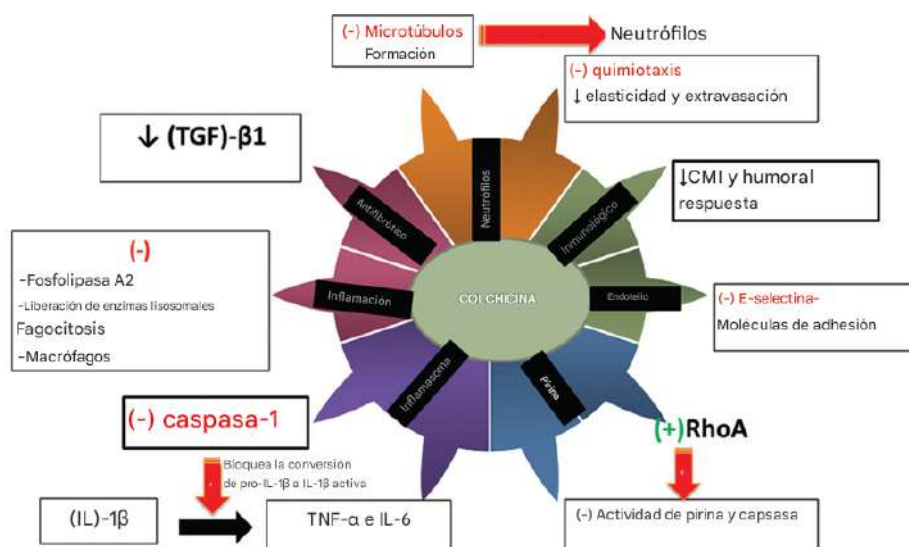 (-) Microtúbulos
Formación
Neutrófilos
(-) quimiotaxis
↓ elasticidad y extravasación
↓ (TGF)-β1
↓CMI y humoral
respuesta
Antifibrótico
Neutrófilos
Inmunológico
(-)
-Fosfolipasa A2
-Liberación de enzimas lisosomales
Fagocitosis
-Macrófagos
Inflamación
COLCHICINA
Endotelio
(-) E-selectina-
Moléculas de adhesión
Inflamasoma
Pirina
(-) caspasa-1
(+)RhoA
Bloquea la conversión
de pro-IL-1β a IL-1β activa
(IL)-1β
TNF-α e IL-6
(-) Actividad de pirina y capsasa